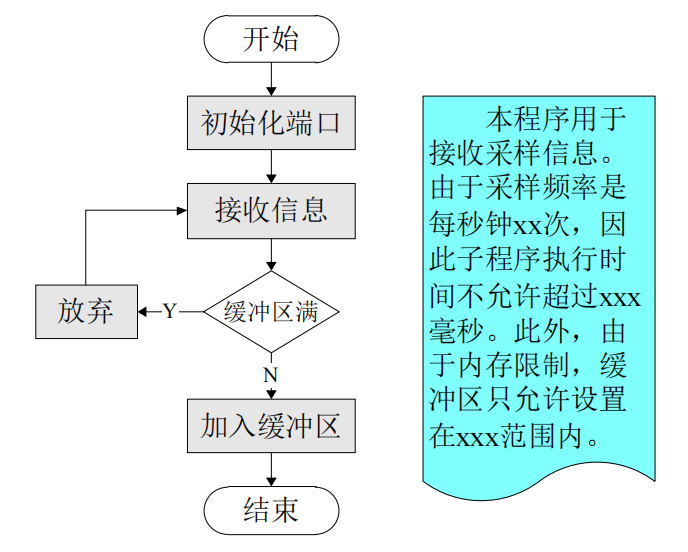 开始
初始化端口
接收信息
放弃
Y
缓冲区满
N
加入缓冲区
结束
本程序用于
接收采样信息。
由于采样频率是
每秒钟xx次，因
此子程序执行时
间不允许超过xxx
毫秒。此外，由
于内存限制，缓
冲区只允许设置
在xxx范围内。